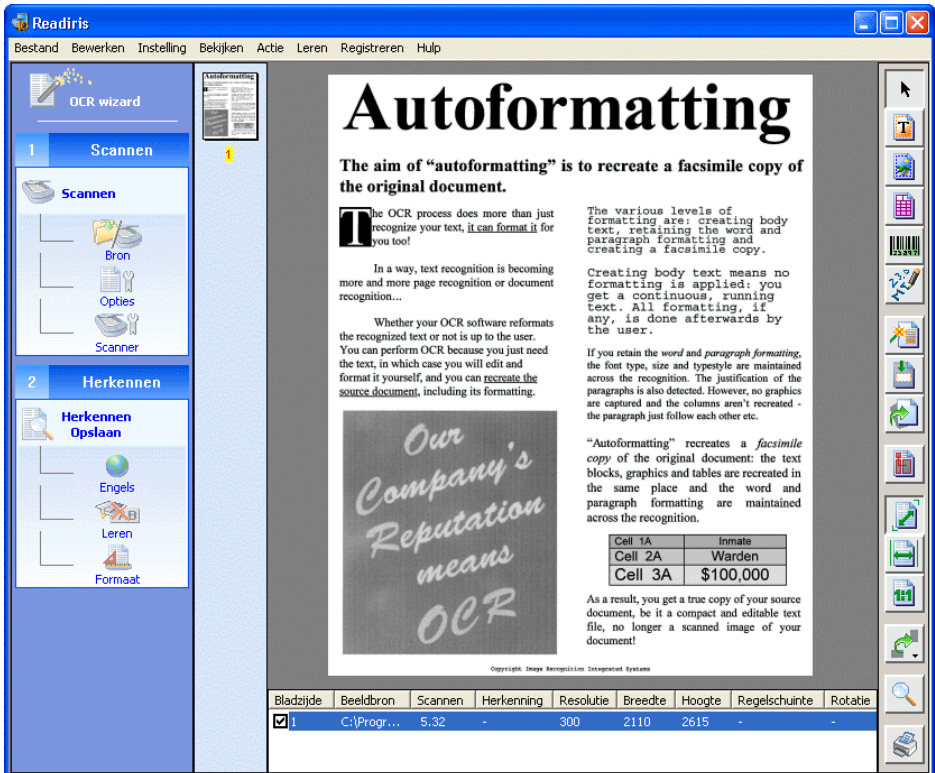 Readiris
Bestand Bewerken Instelling Bekijken Actie Leren Registreren Hulp
OCR wizard
1 Scannen
Scannen
Bron
Opties
Scanner
2 Herkennen
Herkennen
Opslaan
Engels
Leren
Formaat
Autoformatting
1
Autoformatting
The aim of “autoformatting” is to recreate a facsimile copy of
the original document.
The OCR process does more than just
recognize your text, it can format it for
you too!
In a way, text recognition is becoming
more and more page recognition or document
recognition...
Whether your OCR software reformats
the recognized text or not is up to the user.
You can perform OCR because you just need
the text, in which case you will edit and
format it yourself, and you can recreate the
source document, including its formatting.
Our
Company's
Reputation
means
OCR
The various levels of
formatting are: creating body
text, retaining the word and
paragraph formatting and
creating a facsimile copy.
Creating body text means no
formatting is applied: you
get a continuous, running
text. All formatting, if
any, is done afterwards by
the user.
If you retain the word and paragraph formatting,
the font type, size and typestyle are maintained
across the recognition. The justification of the
paragraphs is also detected. However, no graphics
are captured and the columns aren't recreated -
the paragraph just follow each other etc.
“Autoformatting” recreates a facsimile
copy of the original document: the text
blocks, graphics and tables are recreated in
the same place and the word and
paragraph formatting are maintained
across the recognition.
Cell 1A Inmate
Cell 2A Warden
Cell 3A $100,000
As a result, you get a true copy of your source
document, be it a compact and editable text
file, no longer a scanned image of your
document!
Copyright Image Recognition Integrated Systems
Bladzijde Beeldbron Scannen Herkenning Resolutie Breedte Hoogte Regelschuinte Rotatie
1 C:\Progr... 5.32 - 300 2110 2615 - -
T
1:1